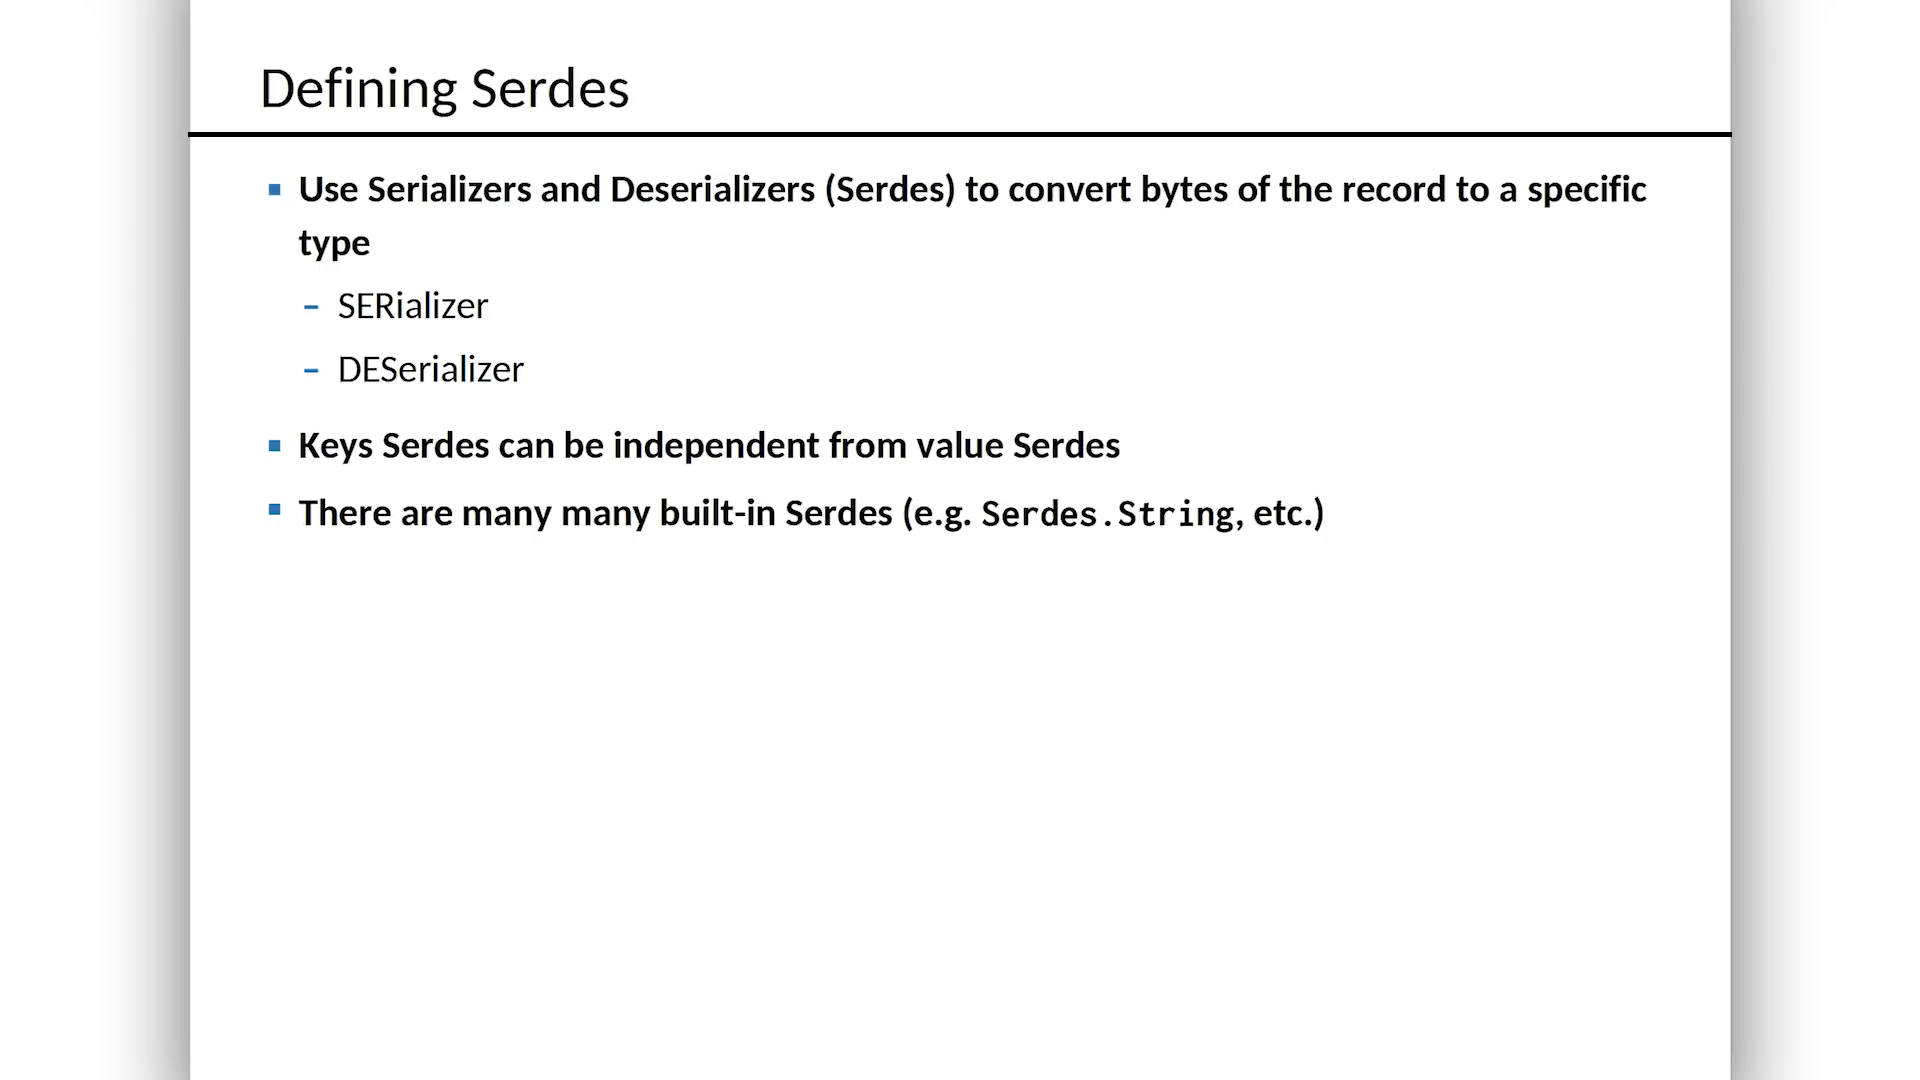 Defining Serdes
Use Serializers and Deserializers (Serdes) to convert bytes of the record to a specific
type
– SERializer
– DESerializer
Keys Serdes can be independent from value Serdes
There are many many built-in Serdes (e.g. Serdes.String, etc.)